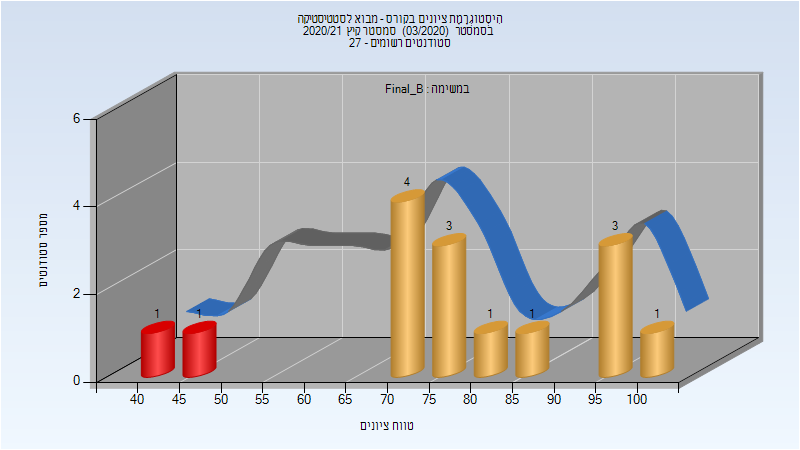 היסטוגרמת ציונים בקורס - מבוא לסטטיסטיקה
בסמסטר (03/2020) סמסטר קיץ 2020/21
סטודנטים רשומים - 27
במשימה : Final_B
מספר סטודנטים
6
4
2
0
1
1
4
3
1
1
3
1
40 45 50 55 60 65 70 75 80 85 90 95 100
טווח ציונים